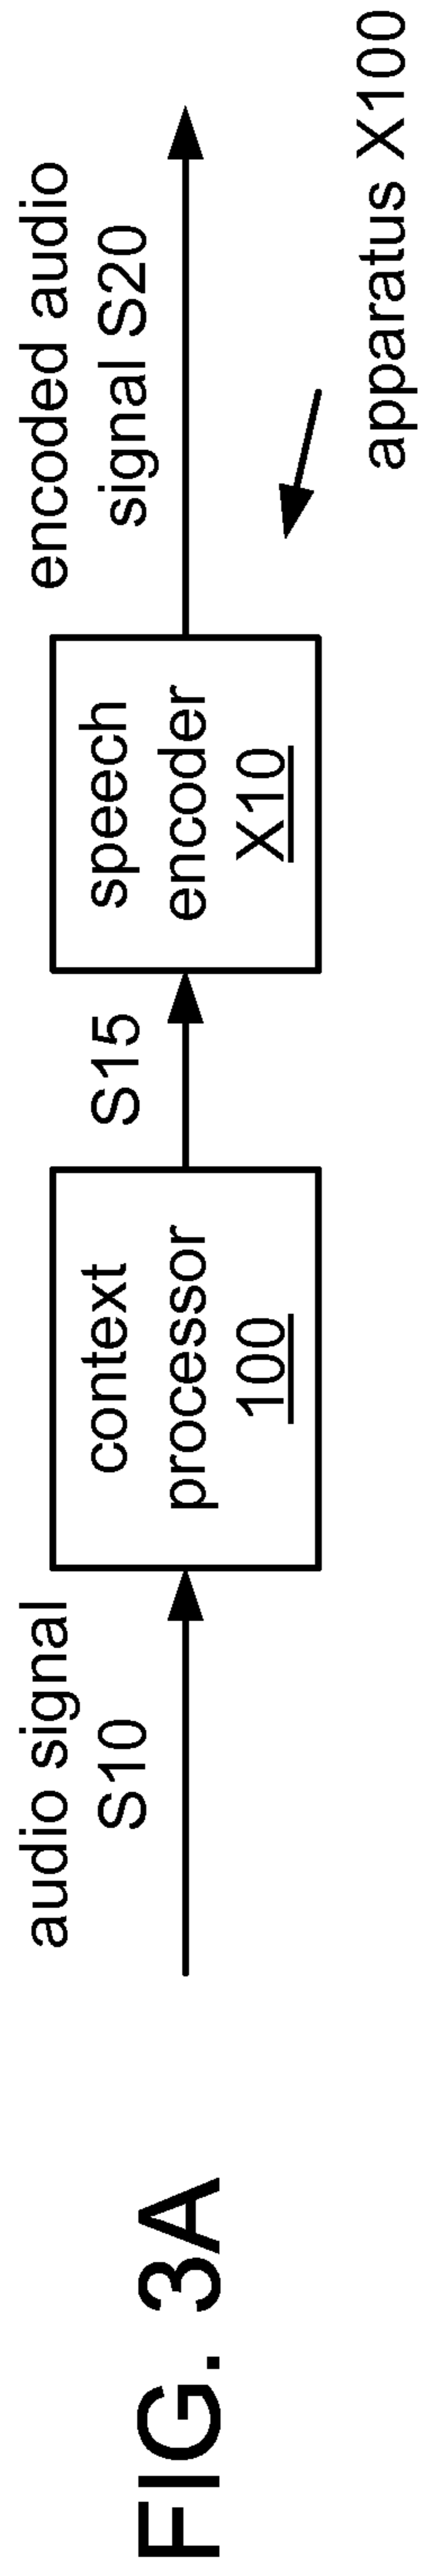 FIG. 3A
audio signal
S10
context
processor
100
S15
speech
encoder
X10
encoded audio
signal S20
apparatus X100